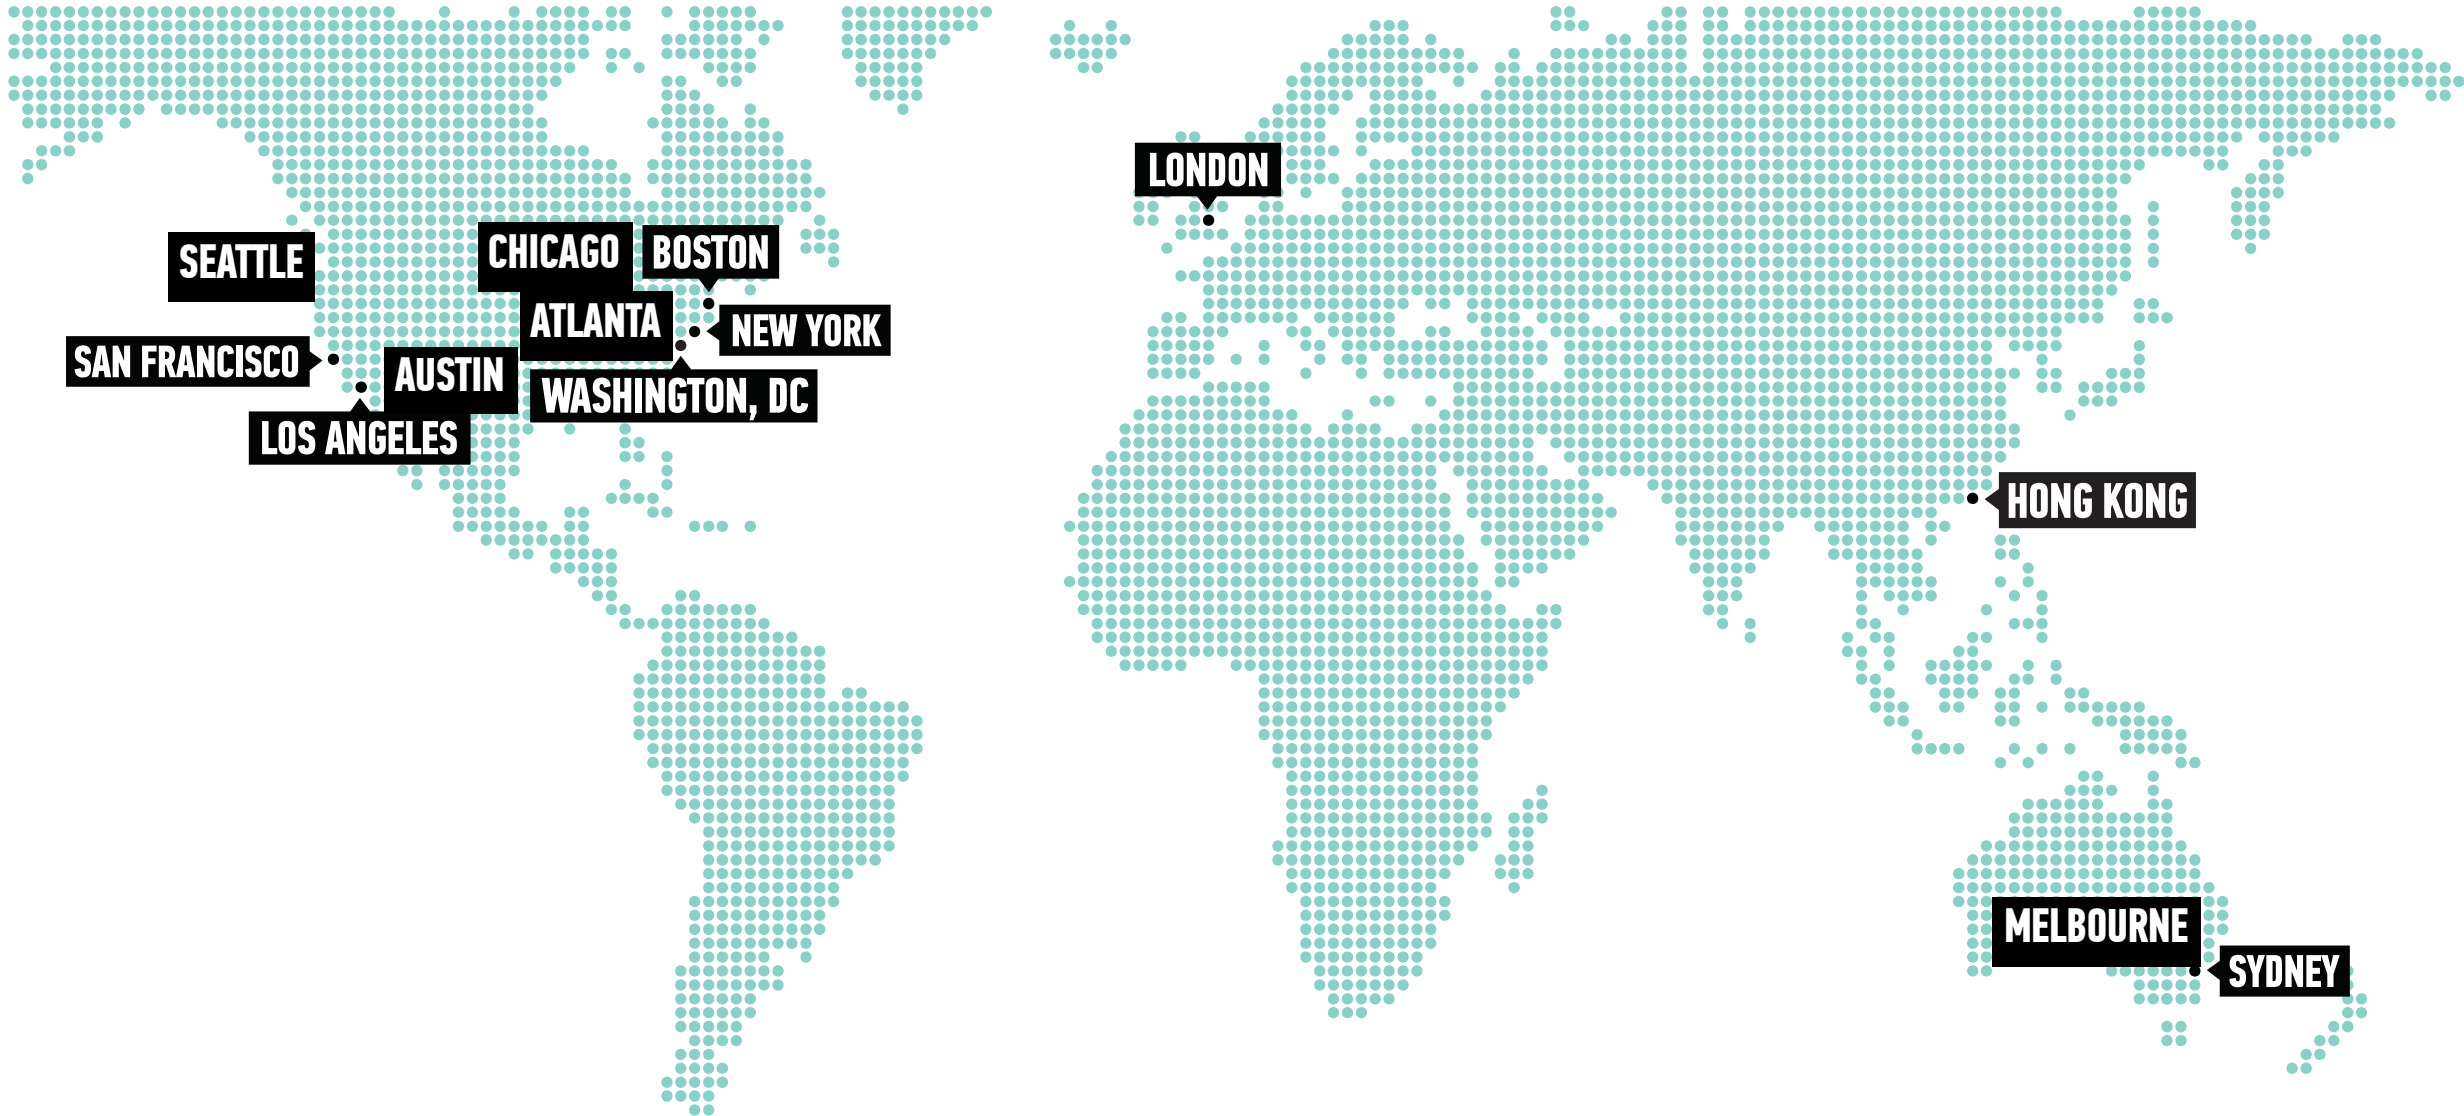 LONDON
SEATTLE
CHICAGO
BOSTON
ATLANTA
NEW YORK
SAN FRANCISCO
AUSTIN
WASHINGTON, DC
LOS ANGELES
HONG KONG
MELBOURNE
SYDNEY